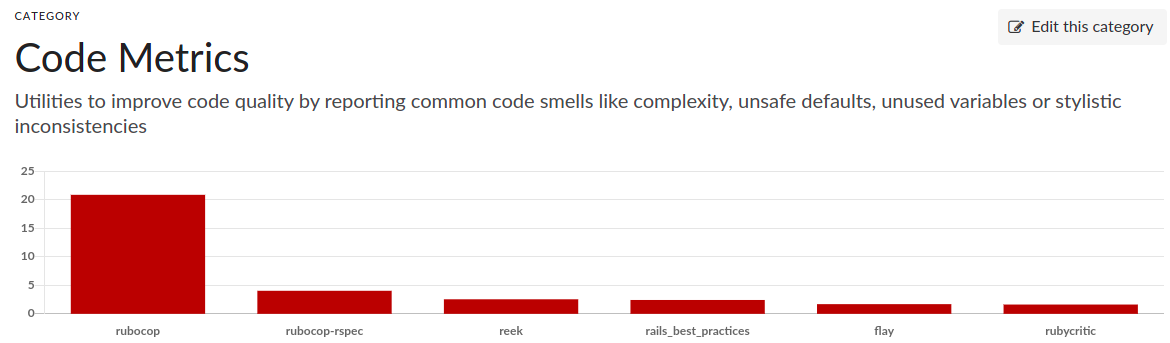 CATEGORY
Edit this category
Code Metrics
Utilities to improve code quality by reporting common code smells like complexity, unsafe defaults, unused variables or stylistic
inconsistencies
25
20
15
10
5
0
rubocop
rubocop-rspec
reek
rails_best_practices
flay
rubycritic